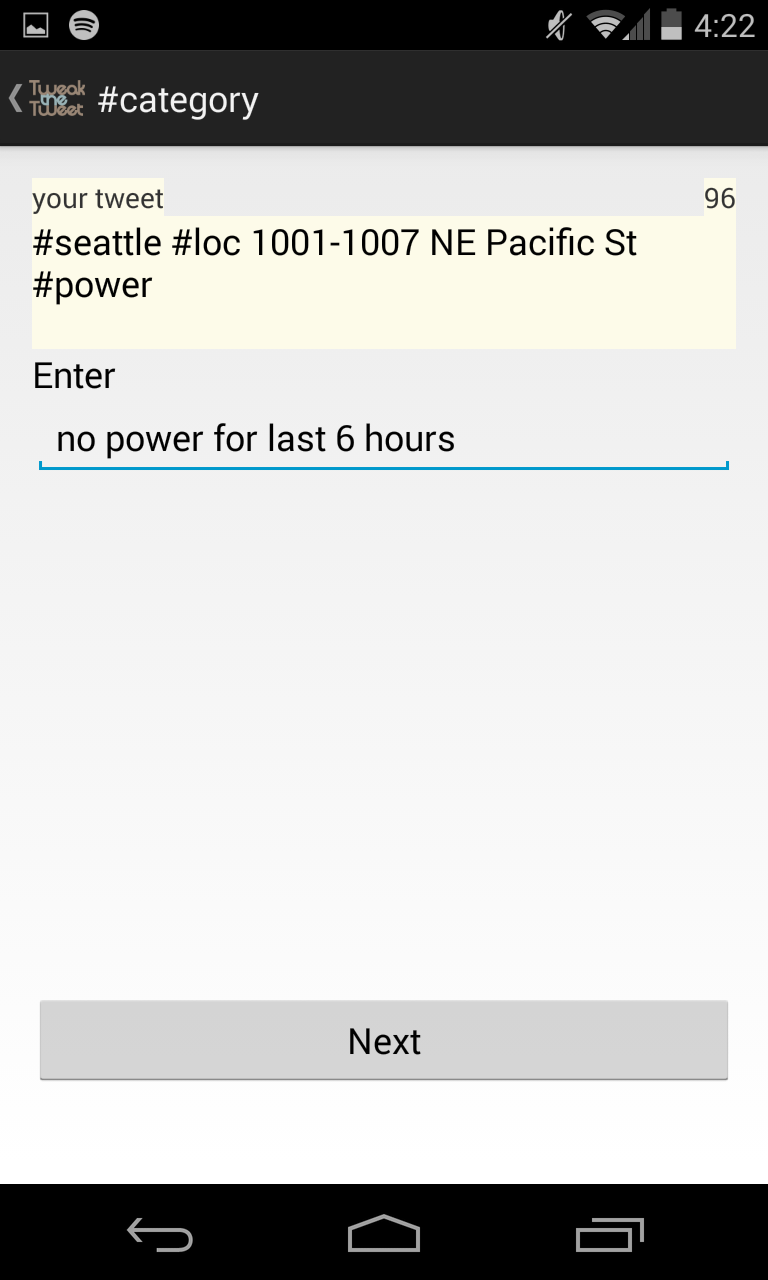 4:22
Tweak
the
Tweet
#category
your tweet 96
#seattle #loc 1001-1007 NE Pacific St
#power
Enter
no power for last 6 hours
Next